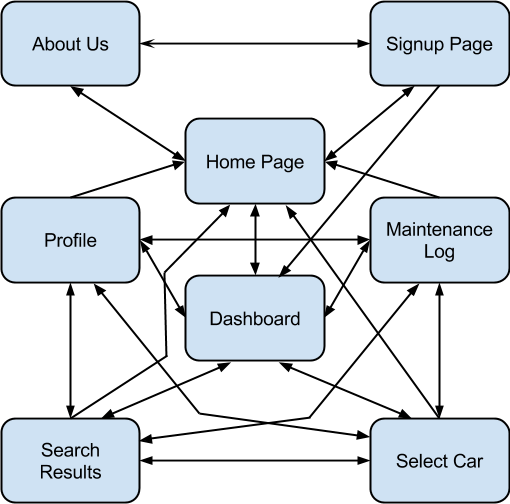 About Us
Signup Page
Home Page
Profile
Maintenance
Log
Dashboard
Search
Results
Select Car